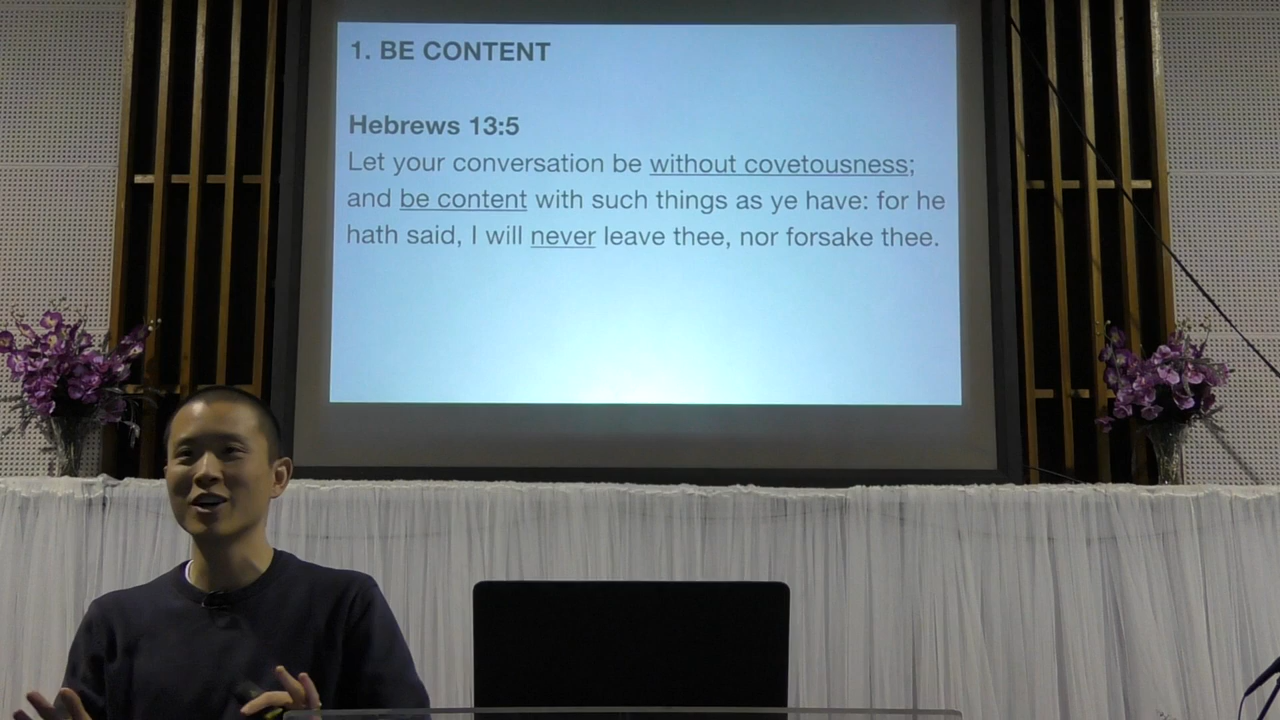 1. BE CONTENT
Hebrews 13:5
Let your conversation be without covetousness;
and be content with such things as ye have: for he
hath said, I will never leave thee, nor forsake thee.